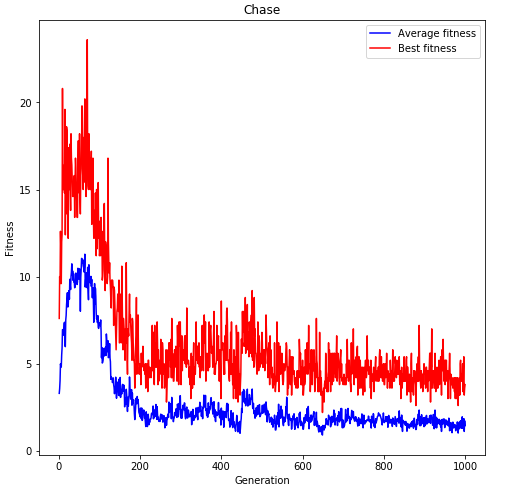 Chase
Average fitness
Best fitness
Fitness
20
15
10
5
0
0 200 400 600 800 1000
Generation